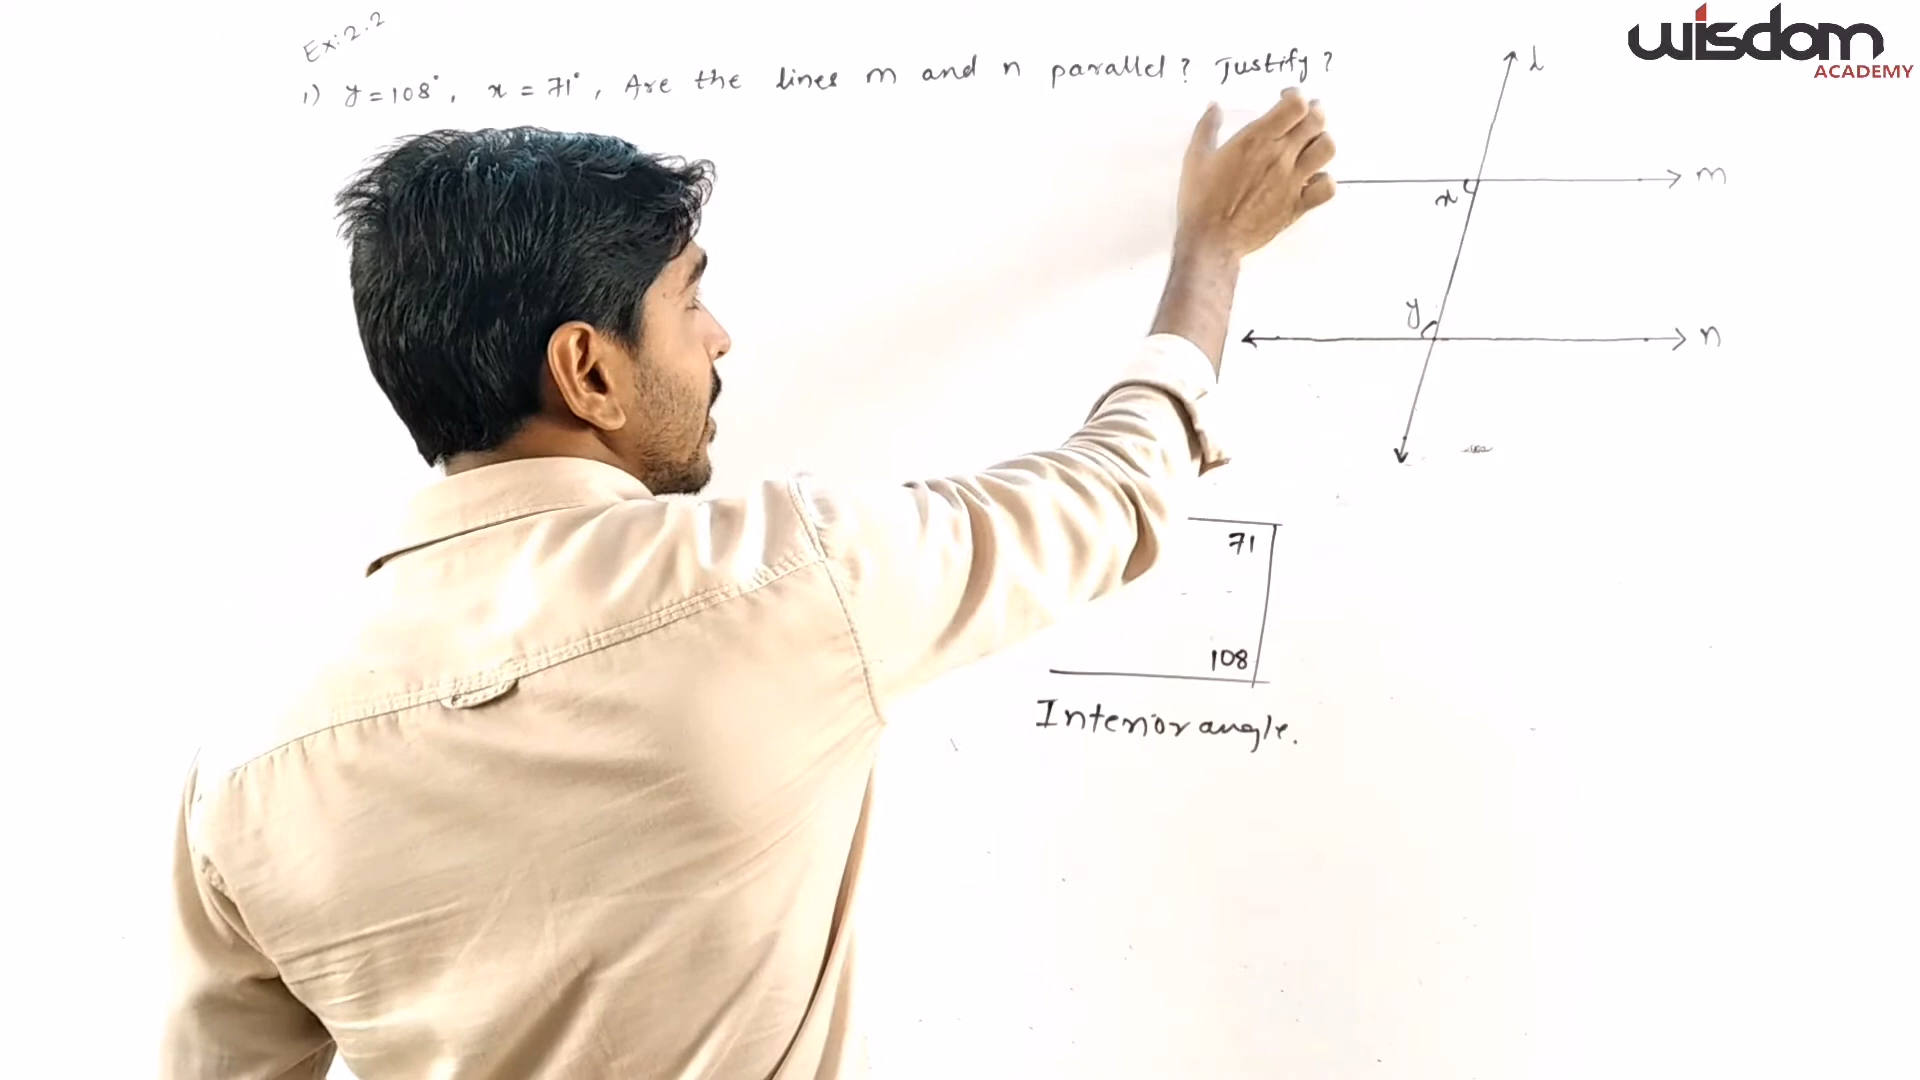 Ex: 2.2
1) y = 108°, x = 71°, Are the lines m and n parallel? Justify?
wisdom
ACADEMY
l
m
x
y
n
71
108
Interior angle.